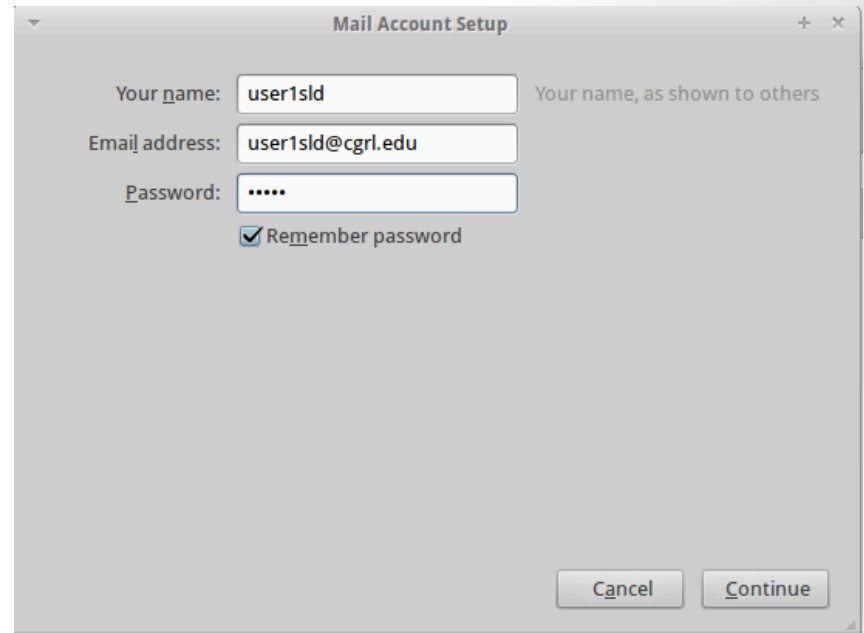 Mail Account Setup
Your name: user1sld Your name, as shown to others
Email address: user1sld@cgrl.edu
Password: •••••
Remember password
Cancel Continue